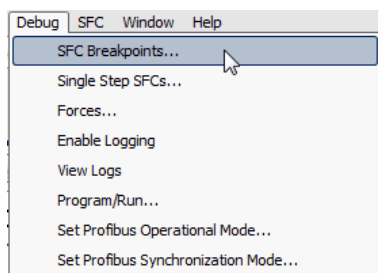 Debug SFC Window Help
SFC Breakpoints...
Single Step SFCs...
Forces...
Enable Logging
View Logs
Program/Run...
Set Profibus Operational Mode...
Set Profibus Synchronization Mode...